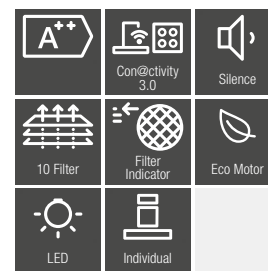 A++
Con@ctivity
3.0
Silence
10 Filter
Filter
Indicator
Eco Motor
LED
Individual